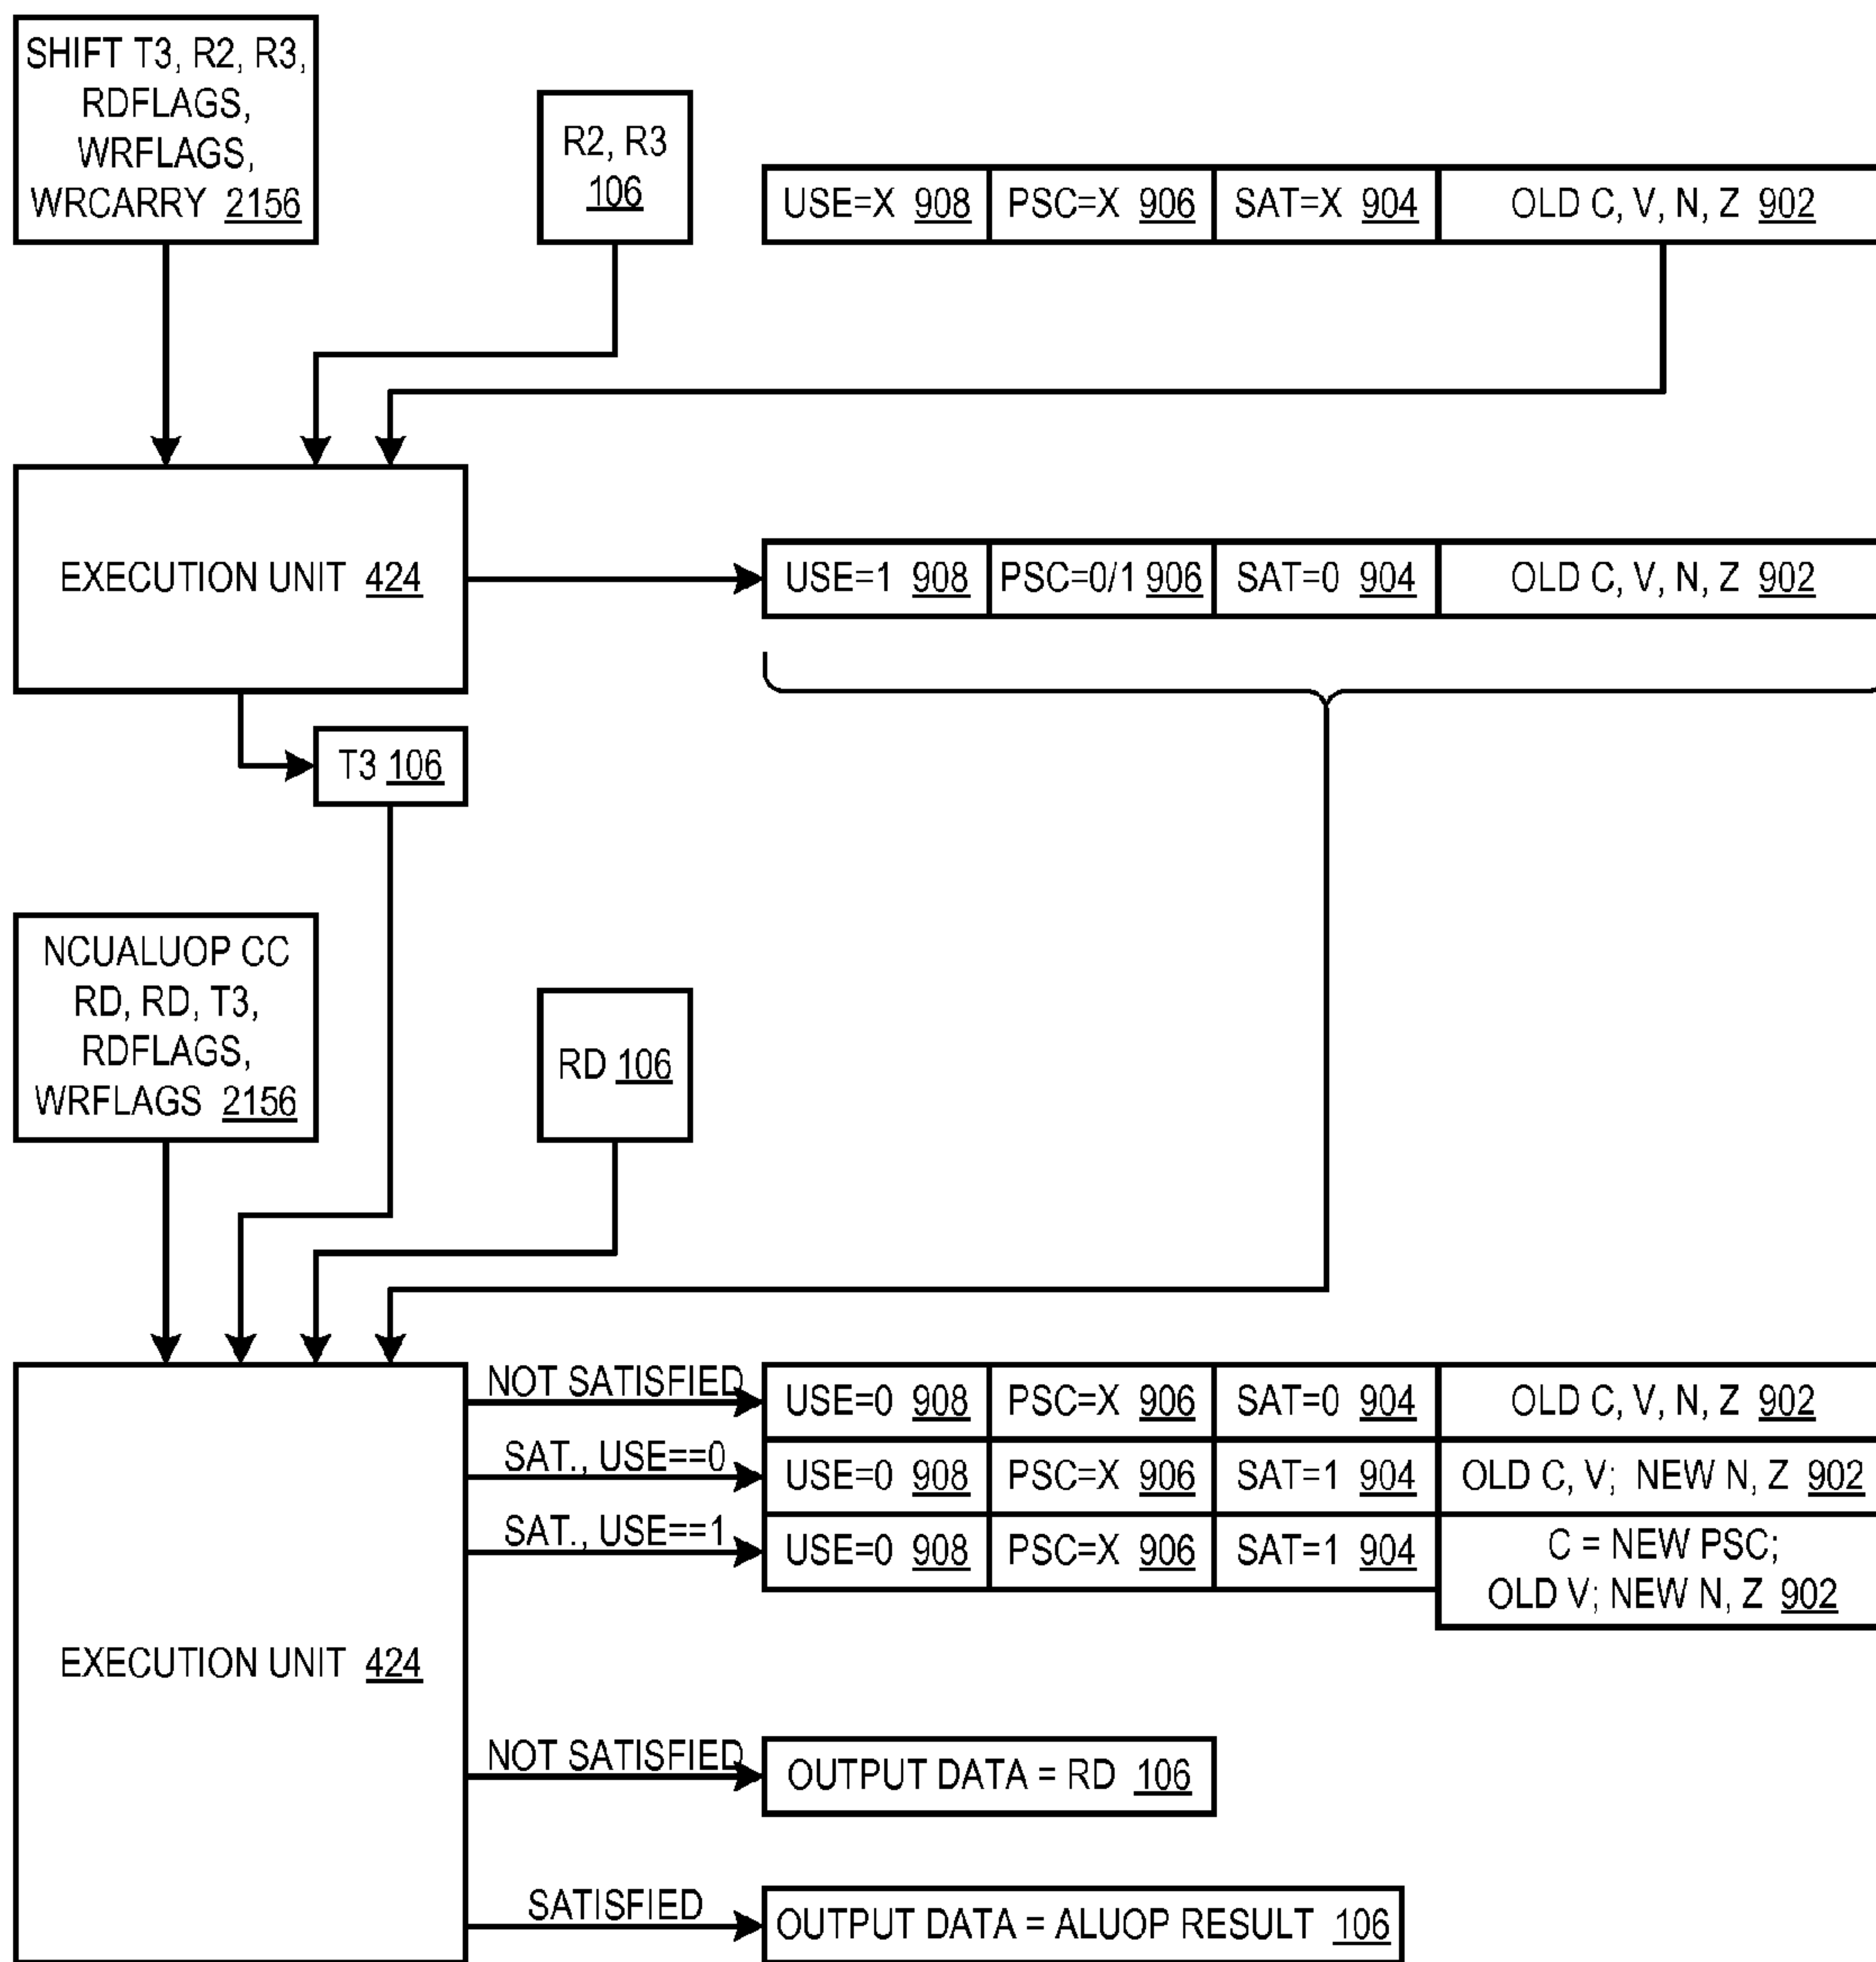 SHIFT T3, R2, R3,
RDFLAGS,
WRFLAGS,
WRCARRY 2156
R2, R3
106
USE=X 908 PSC=X 906 SAT=X 904 OLD C, V, N, Z 902
EXECUTION UNIT 424
USE=1 908 PSC=0/1 906 SAT=0 904 OLD C, V, N, Z 902
T3 106
NCUALUOP CC
RD, RD, T3,
RDFLAGS,
WRFLAGS 2156
RD 106
NOT SATISFIED
USE=0 908 PSC=X 906 SAT=0 904 OLD C, V, N, Z 902
SAT., USE==0
USE=0 908 PSC=X 906 SAT=1 904 OLD C, V; NEW N, Z 902
SAT., USE==1
USE=0 908 PSC=X 906 SAT=1 904
C = NEW PSC;
OLD V; NEW N, Z 902
EXECUTION UNIT 424
NOT SATISFIED
OUTPUT DATA = RD 106
SATISFIED
OUTPUT DATA = ALUOP RESULT 106